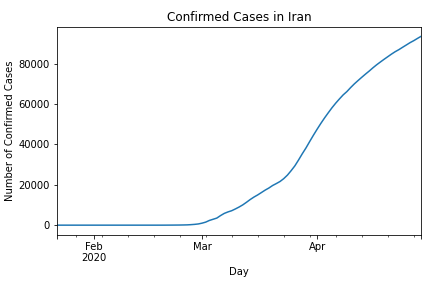 Confirmed Cases in Iran
Number of Confirmed Cases
80000
60000
40000
20000
0
Feb
2020
Mar
Apr
Day